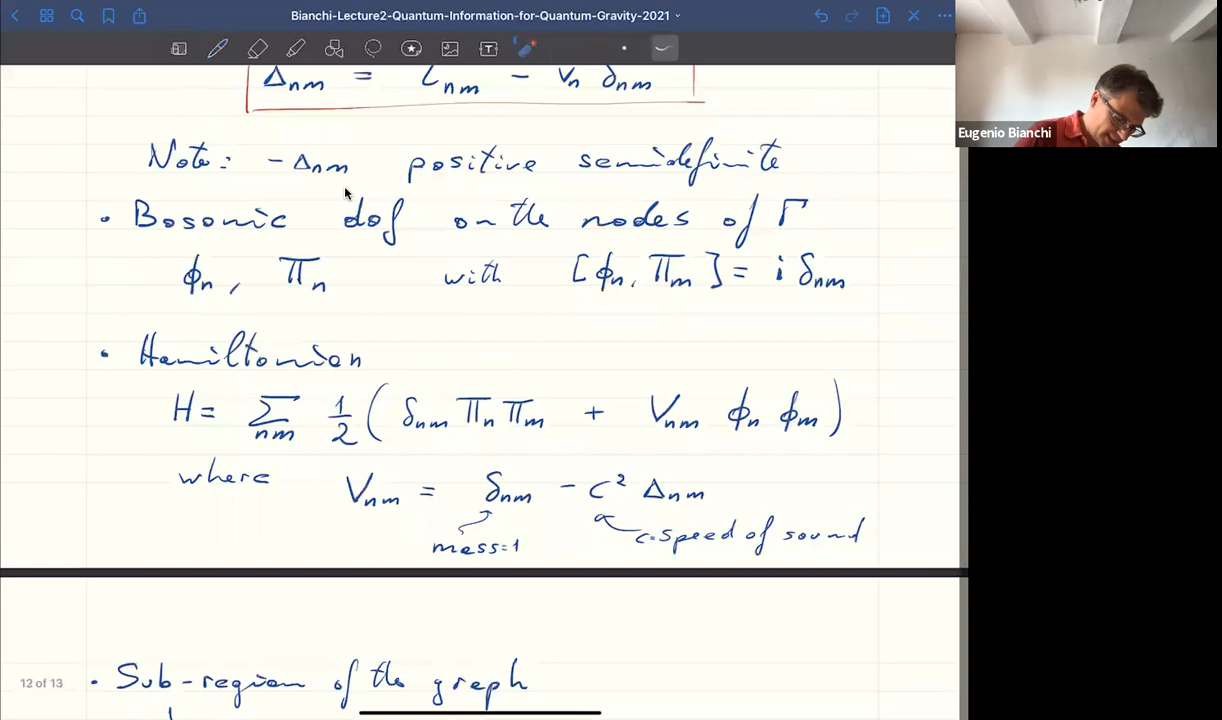 Bianchi-Lecture2-Quantum-Information-for-Quantum-Gravity-2021
Δnm = Lnm - vn δnm
Eugenio Bianchi
Note: -Δnm positive semidefinite
• Bosonic dof on the nodes of Γ
ϕn, πn with [ϕn, πm] = i δnm
• Hamiltonian
H = Σnm 1/2 ( δnm πn πm + Vnm ϕn ϕm )
where Vnm = δnm - c² Δnm
mass=1 c=speed of sound
12 of 13
• Sub-region of the graph